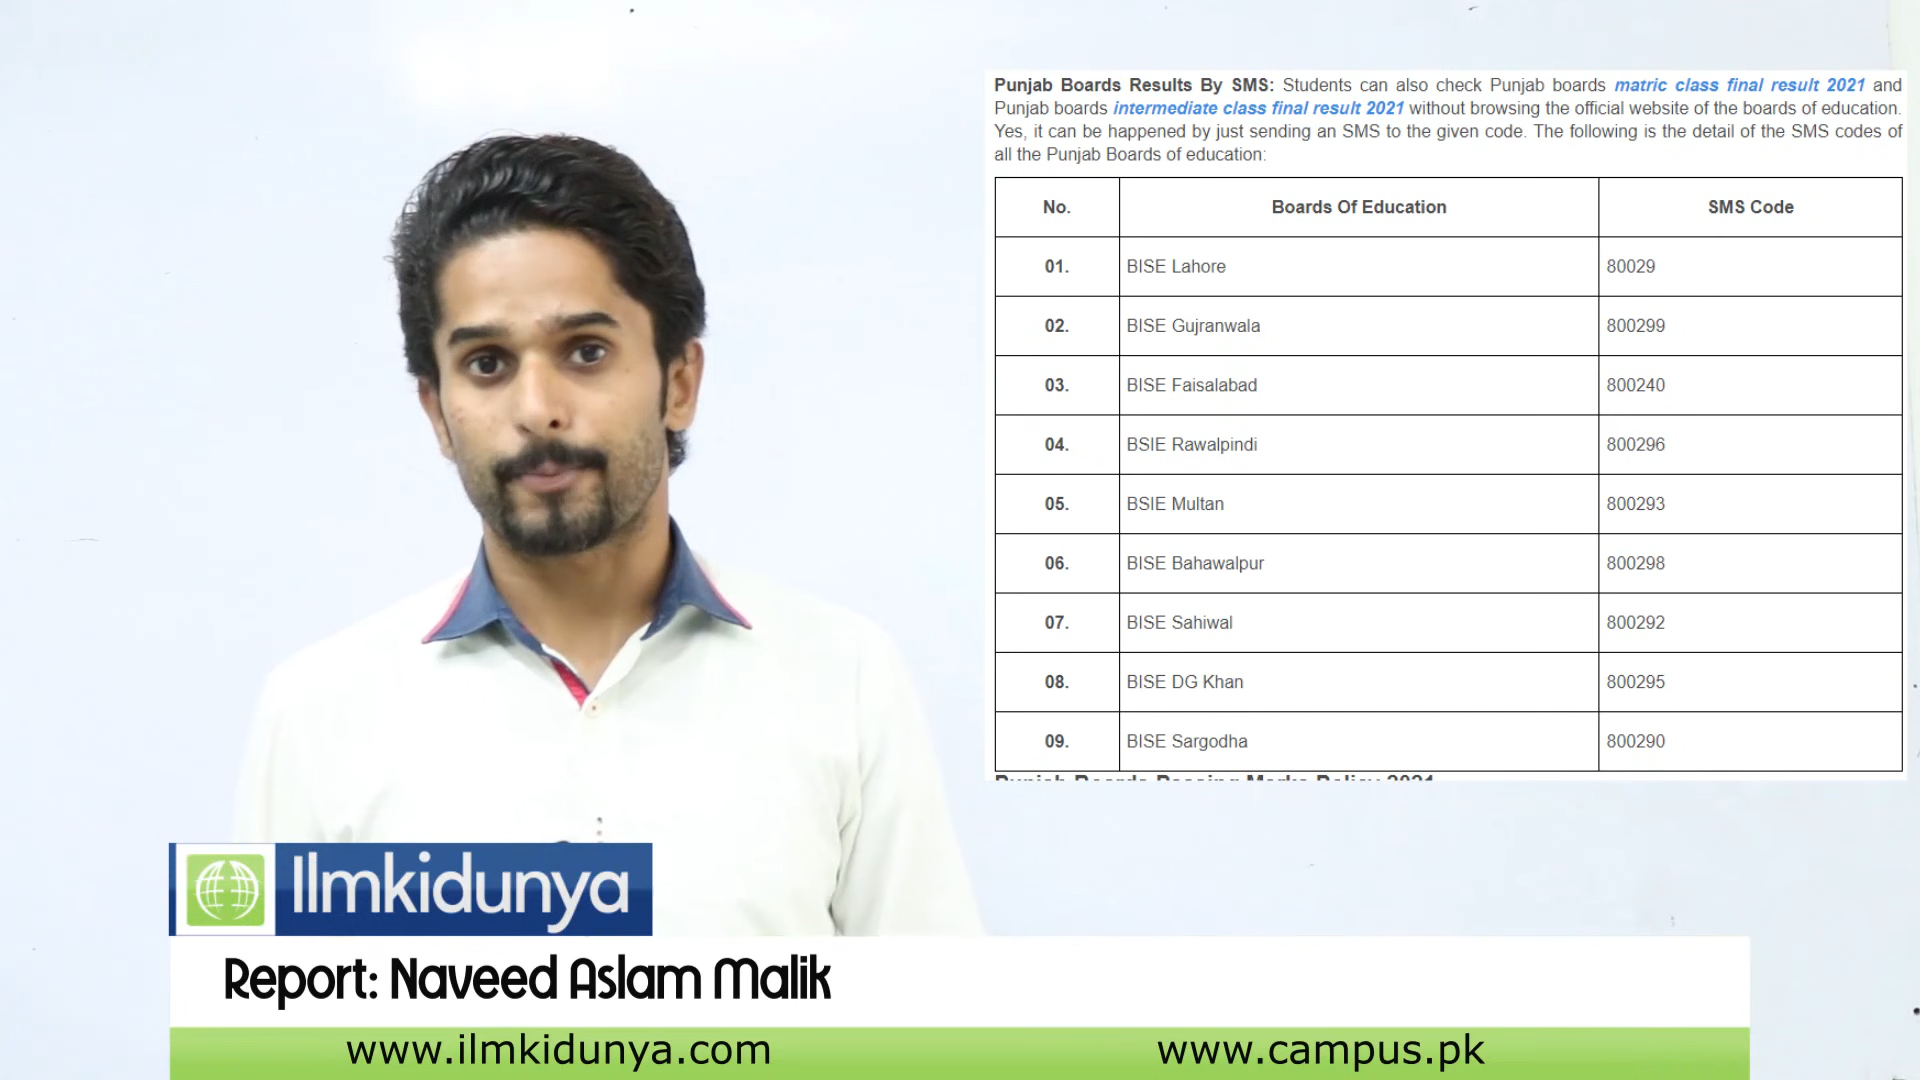 Punjab Boards Results By SMS: Students can also check Punjab boards matric class final result 2021 and
Punjab boards intermediate class final result 2021 without browsing the official website of the boards of education.
Yes, it can be happened by just sending an SMS to the given code. The following is the detail of the SMS codes of
all the Punjab Boards of education:
No. Boards Of Education SMS Code
01. BISE Lahore 80029
02. BISE Gujranwala 800299
03. BISE Faisalabad 800240
04. BSIE Rawalpindi 800296
05. BSIE Multan 800293
06. BISE Bahawalpur 800298
07. BISE Sahiwal 800292
08. BISE DG Khan 800295
09. BISE Sargodha 800290
Punjab Boards Passing Marks Policy 2021
Ilmkidunya
Report: Naveed Aslam Malik
www.ilmkidunya.com www.campus.pk